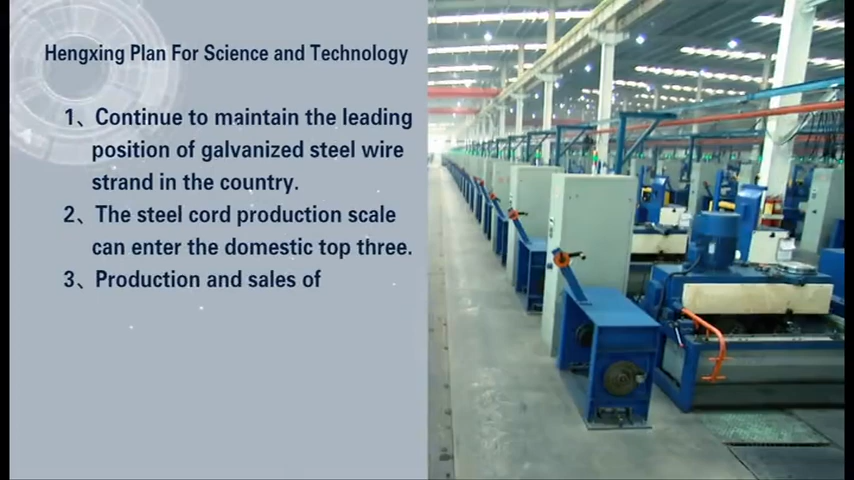 Hengxing Plan For Science and Technology
1、Continue to maintain the leading
position of galvanized steel wire
strand in the country.
2、The steel cord production scale
can enter the domestic top three.
3、Production and sales of